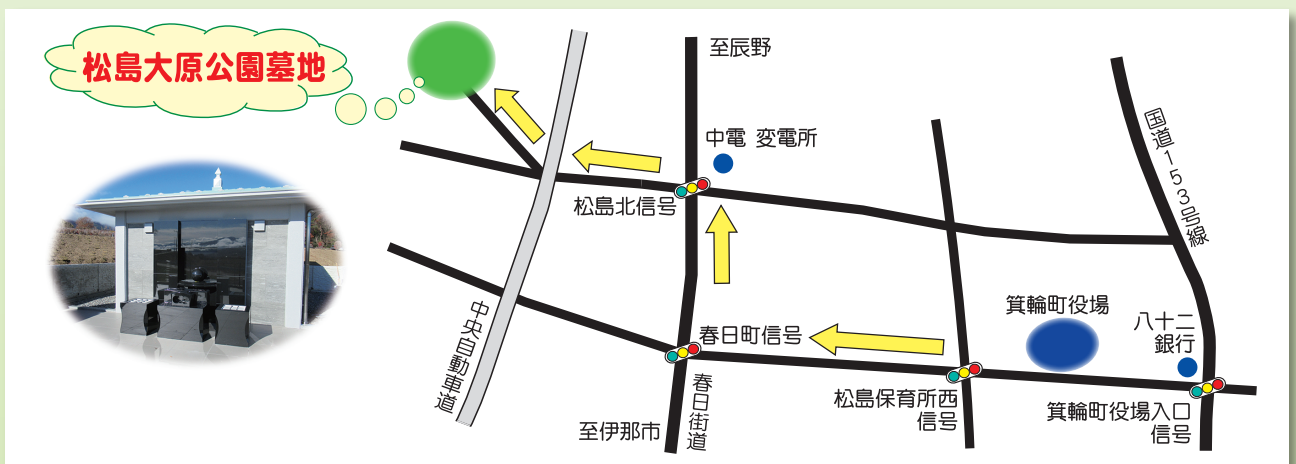 松島大原公園墓地
至辰野
中電 変電所
国道153号線
松島北信号
中央自動車道
春日町信号
箕輪町役場
八十二
銀行
春日街道
松島保育所西
信号
箕輪町役場入口
信号
至伊那市